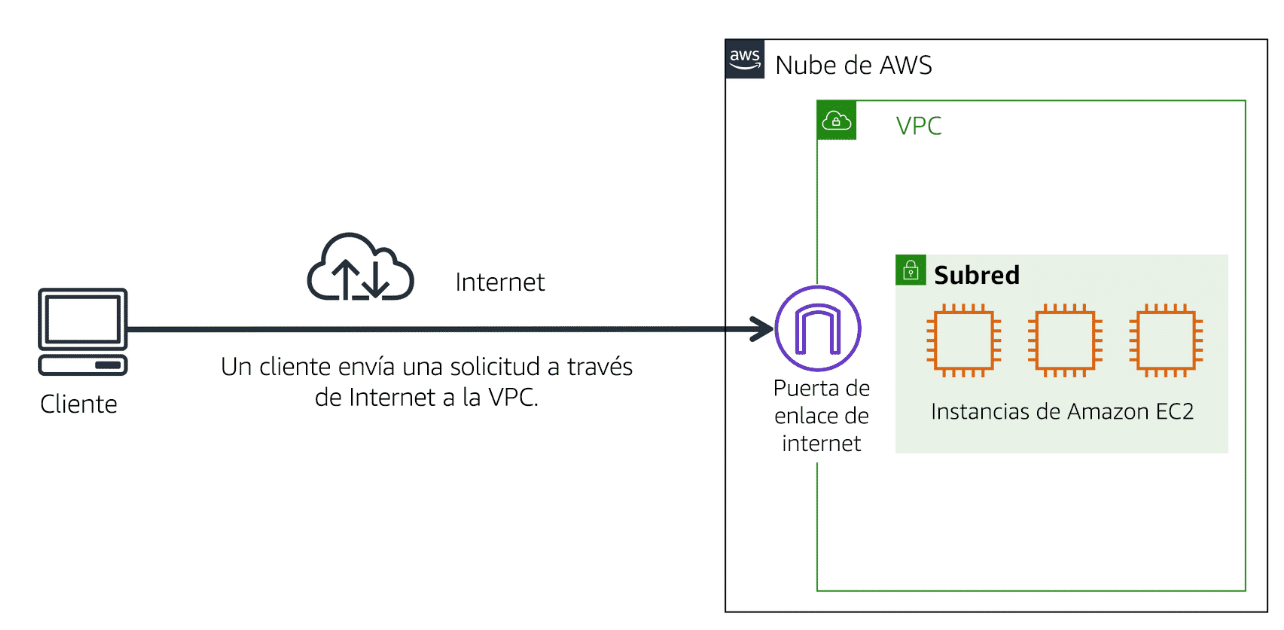 aws
Nube de AWS
VPC
Internet
Un cliente envía una solicitud a través
de Internet a la VPC.
Cliente
Puerta de
enlace de
internet
Subred
Instancias de Amazon EC2